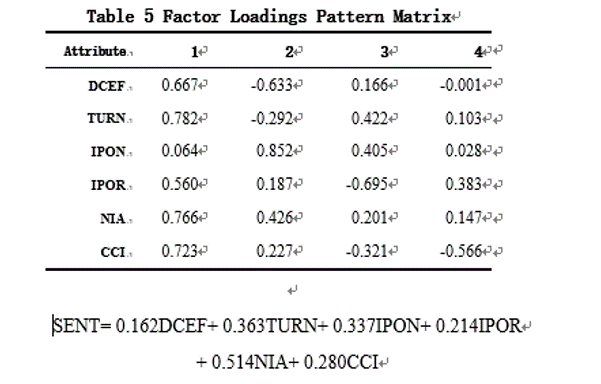 Table 5 Factor Loadings Pattern Matrix
Attribute 1 2 3 4
DCEF 0.667 -0.633 0.166 -0.001
TURN 0.782 -0.292 0.422 0.103
IPON 0.064 0.852 0.405 0.028
IPOR 0.560 0.187 -0.695 0.383
NIA 0.766 0.426 0.201 0.147
CCI 0.723 0.227 -0.321 -0.566
SENT= 0.162DCEF+ 0.363TURN+ 0.337IPON+ 0.214IPOR
+ 0.514NIA+ 0.280CCI